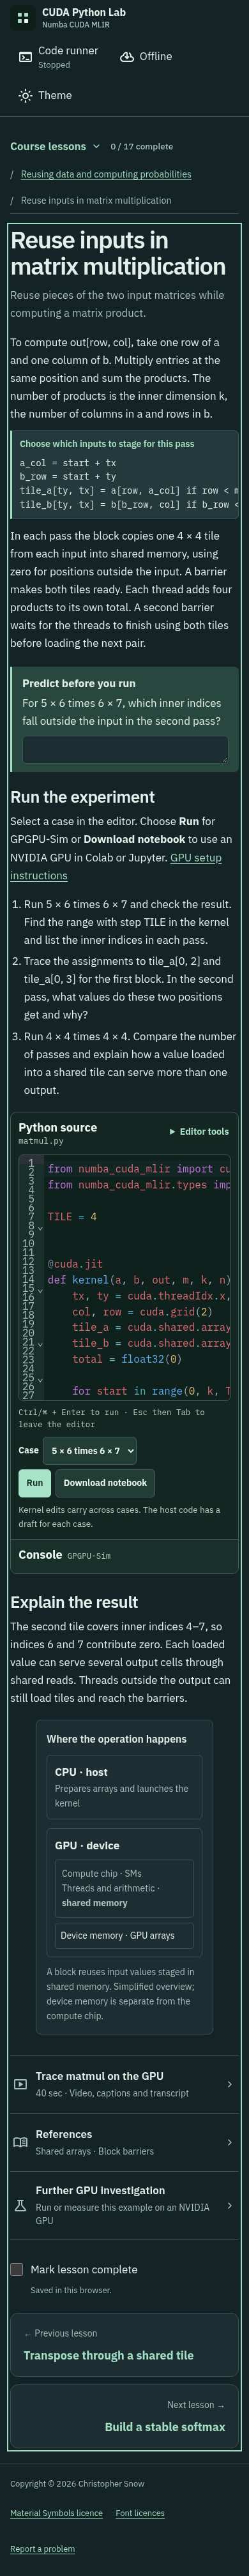 CUDA Python Lab
Numba CUDA MLIR
Code runner
Stopped
Offline
Theme
Course lessons
0 / 17 complete
/ Reusing data and computing probabilities
/ Reuse inputs in matrix multiplication
Reuse inputs in
matrix multiplication
Reuse pieces of the two input matrices while
computing a matrix product.
To compute out[row, col], take one row of a
and one column of b. Multiply entries at the
same position and sum the products. The
number of products is the inner dimension k,
the number of columns in a and rows in b.
Choose which inputs to stage for this pass
a_col = start + tx
b_row = start + ty
tile_a[ty, tx] = a[row, a_col] if row < m
tile_b[ty, tx] = b[b_row, col] if b_row <
In each pass the block copies one 4 × 4 tile
from each input into shared memory, using
zero for positions outside the input. A barrier
makes both tiles ready. Each thread adds four
products to its own total. A second barrier
waits for the threads to finish using both tiles
before loading the next pair.
Predict before you run
For 5 × 6 times 6 × 7, which inner indices
fall outside the input in the second pass?
Run the experiment
Select a case in the editor. Choose Run for
GPGPU-Sim or Download notebook to use an
NVIDIA GPU in Colab or Jupyter. GPU setup
instructions
1. Run 5 × 6 times 6 × 7 and check the result.
Find the range with step TILE in the kernel
and list the inner indices in each pass.
2. Trace the assignments to tile_a[0, 2] and
tile_a[0, 3] for the first block. In the second
pass, what values do these two positions
get and why?
3. Run 4 × 4 times 4 × 4. Compare the number
of passes and explain how a value loaded
into a shared tile can serve more than one
output.
Python source
matmul.py
Editor tools
1
2
3
4
5
6
7
8
9
10
11
12
13
14
15
16
17
18
19
20
21
22
23
24
25
26
27
from numba_cuda_mlir import cu
from numba_cuda_mlir.types imp
TILE = 4
@cuda.jit
def kernel(a, b, out, m, k, n)
tx, ty = cuda.threadIdx.x,
col, row = cuda.grid(2)
tile_a = cuda.shared.array
tile_b = cuda.shared.array
total = float32(0)
for start in range(0, k, T
Ctrl/⌘ + Enter to run · Esc then Tab to
leave the editor
Case 5 × 6 times 6 × 7
Run
Download notebook
Kernel edits carry across cases. The host code has a
draft for each case.
Console GPGPU-Sim
Explain the result
The second tile covers inner indices 4–7, so
indices 6 and 7 contribute zero. Each loaded
value can serve several output cells through
shared reads. Threads outside the output can
still load tiles and reach the barriers.
Where the operation happens
CPU · host
Prepares arrays and launches the
kernel
GPU · device
Compute chip · SMs
Threads and arithmetic ·
shared memory
Device memory · GPU arrays
A block reuses input values staged in
shared memory. Simplified overview;
device memory is separate from the
compute chip.
Trace matmul on the GPU
40 sec · Video, captions and transcript
References
Shared arrays · Block barriers
Further GPU investigation
Run or measure this example on an NVIDIA
GPU
Mark lesson complete
Saved in this browser.
← Previous lesson
Transpose through a shared tile
Next lesson →
Build a stable softmax
Copyright © 2026 Christopher Snow
Material Symbols licence
Font licences
Report a problem